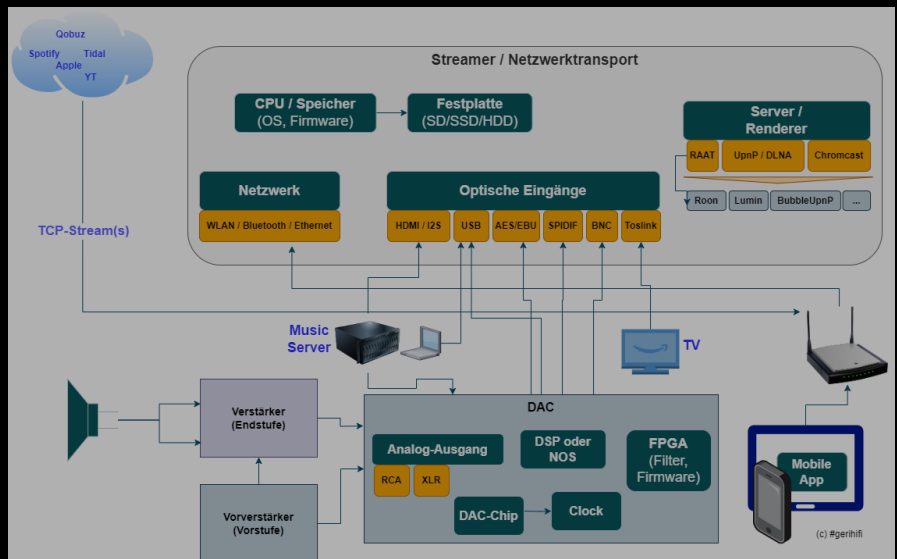 Qobuz
Spotify Tidal
Apple
YT
Streamer / Netzwerktransport
CPU / Speicher
(OS, Firmware)
Festplatte
(SD/SSD/HDD)
Server /
Renderer
RAAT UpnP / DLNA Chromcast
Roon Lumin BubbleUpnP ...
Netzwerk
WLAN / Bluetooth / Ethernet
Optische Eingänge
HDMI / I2S USB AES/EBU SPIDIF BNC Toslink
TCP-Stream(s)
Music
Server
TV
DAC
Verstärker
(Endstufe)
Analog-Ausgang
RCA XLR
DSP oder
NOS
FPGA
(Filter,
Firmware)
DAC-Chip
Clock
Vorverstärker
(Vorstufe)
Mobile
App
(c) #gerihifi